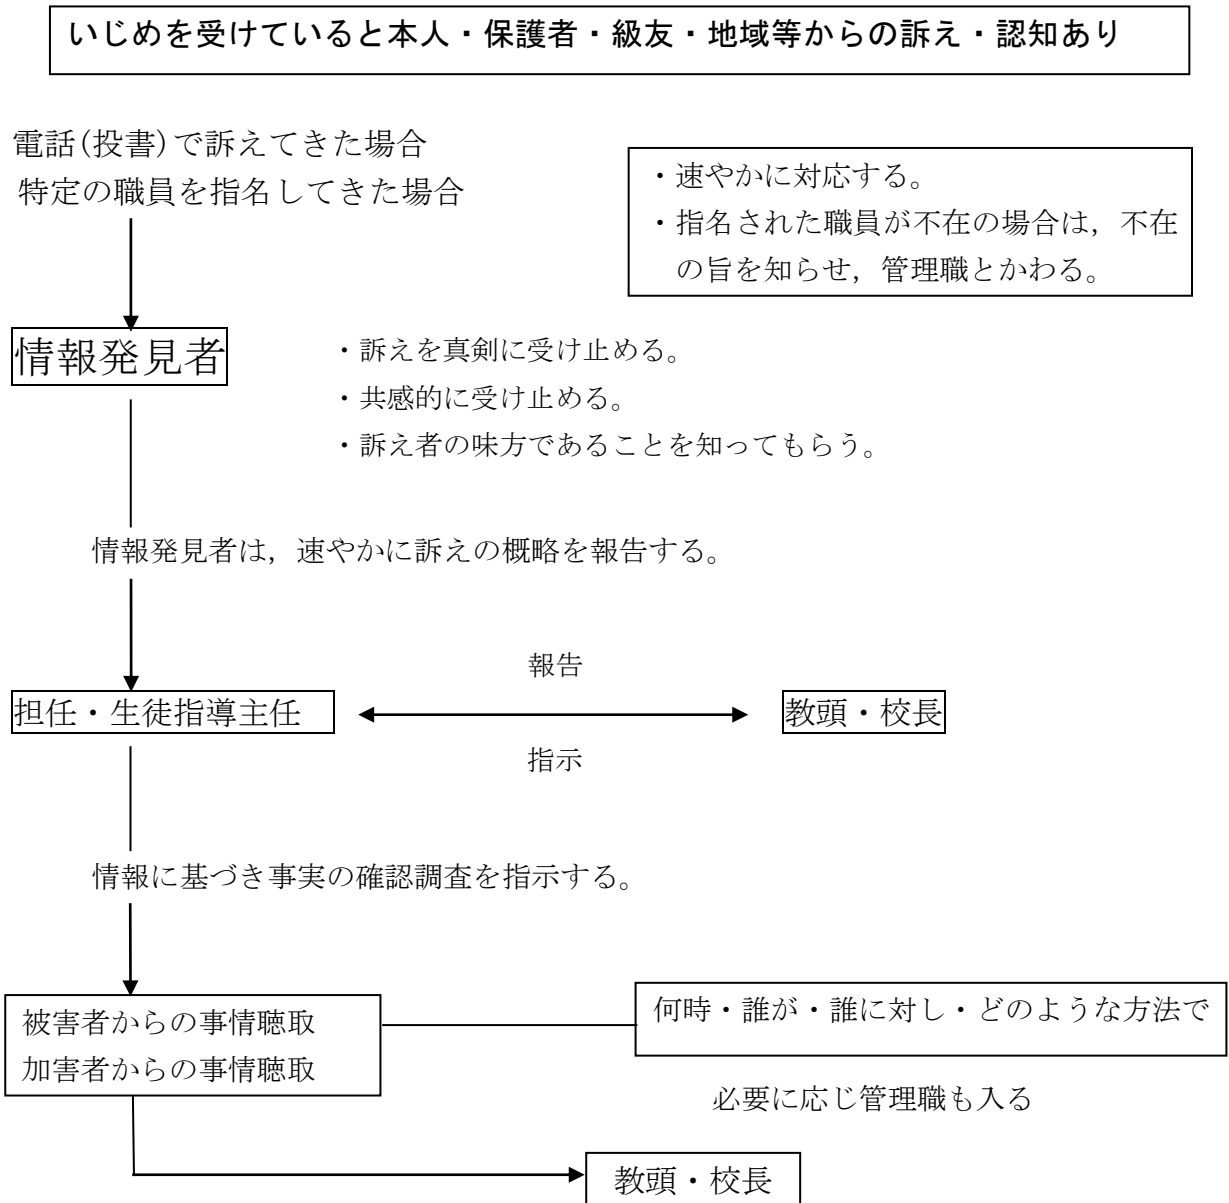 いじめを受けていると本人・保護者・級友・地域等からの訴え・認知あり
電話(投書)で訴えてきた場合
特定の職員を指名してきた場合
・速やかに対応する。
・指名された職員が不在の場合は，不在
の旨を知らせ，管理職とかわる。
情報発見者
・訴えを真剣に受け止める。
・共感的に受け止める。
・訴え者の味方であることを知ってもらう。
情報発見者は，速やかに訴えの概略を報告する。
報告
担任・生徒指導主任
教頭・校長
指示
情報に基づき事実の確認調査を指示する。
被害者からの事情聴取
加害者からの事情聴取
何時・誰が・誰に対し・どのような方法で
必要に応じ管理職も入る
教頭・校長